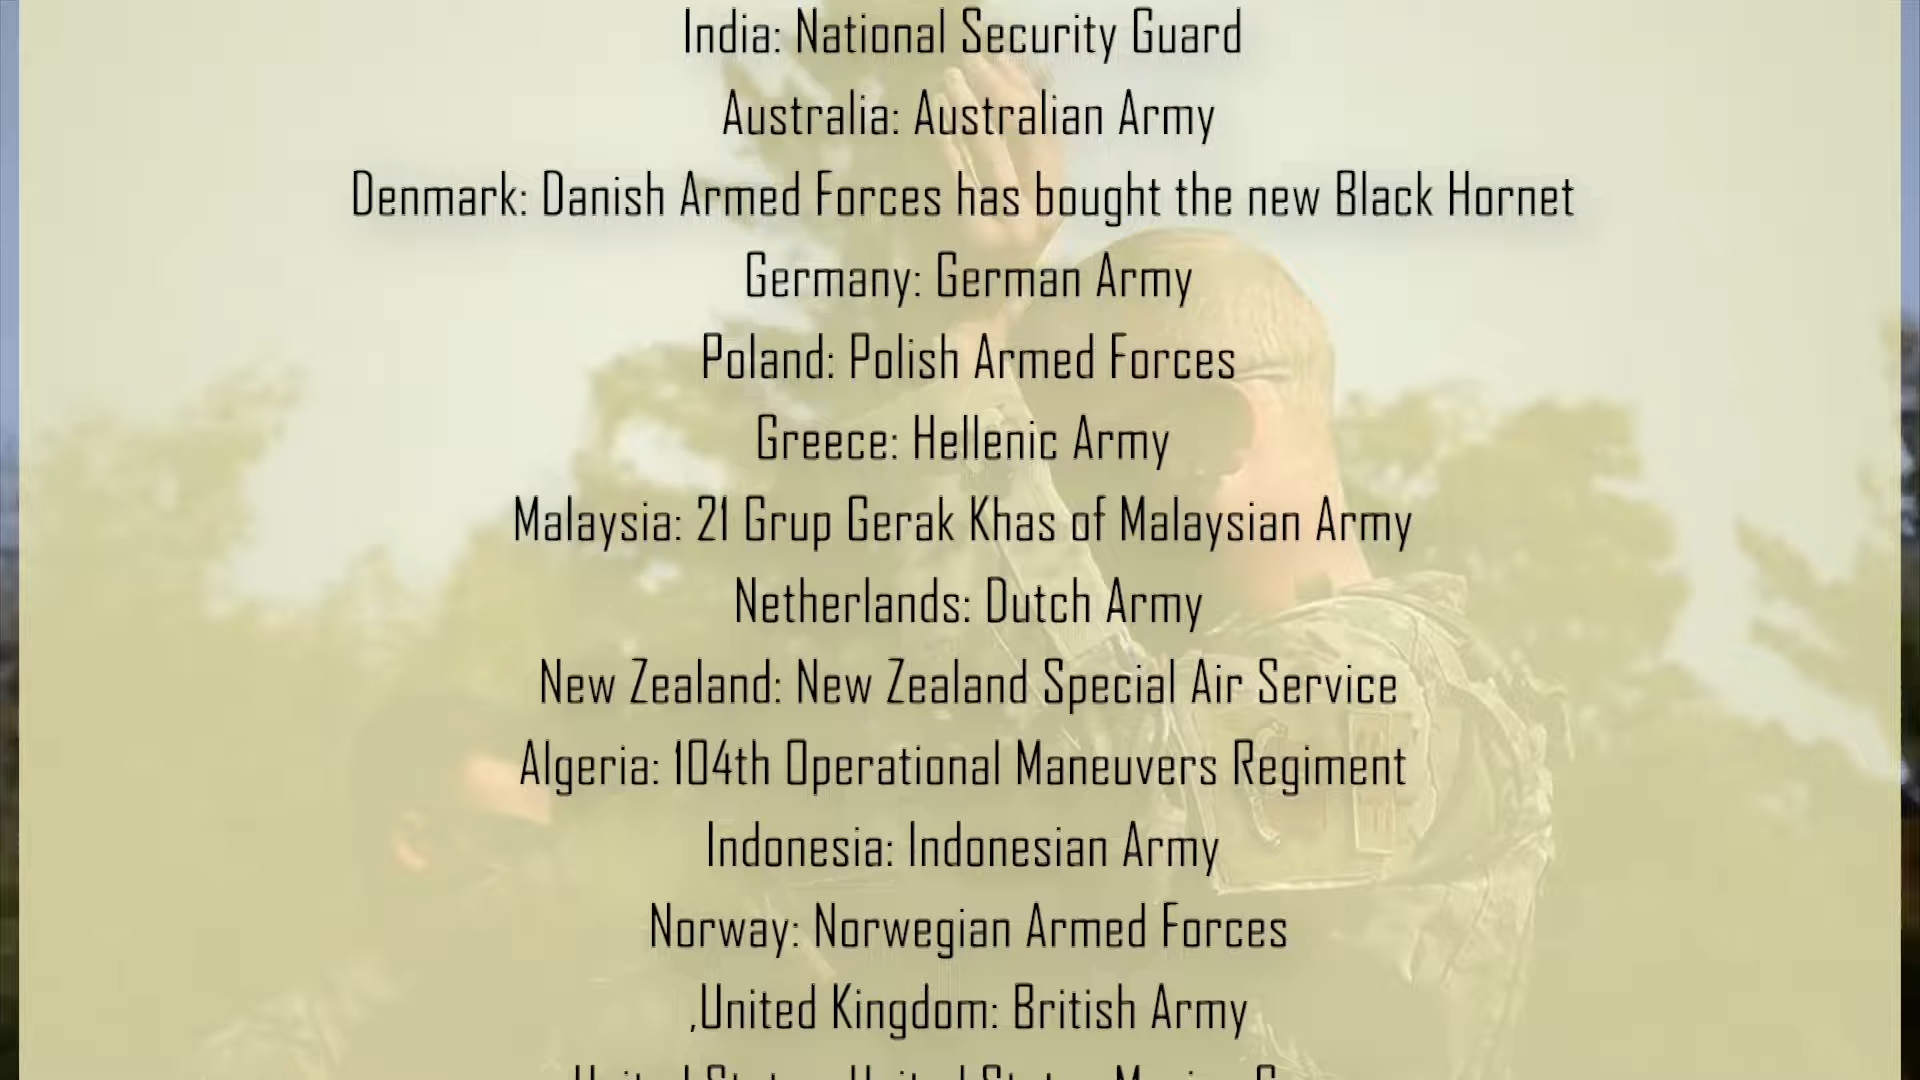 India: National Security Guard
Australia: Australian Army
Denmark: Danish Armed Forces has bought the new Black Hornet
Germany: German Army
Poland: Polish Armed Forces
Greece: Hellenic Army
Malaysia: 21 Grup Gerak Khas of Malaysian Army
Netherlands: Dutch Army
New Zealand: New Zealand Special Air Service
Algeria: 104th Operational Maneuvers Regiment
Indonesia: Indonesian Army
Norway: Norwegian Armed Forces
,United Kingdom: British Army